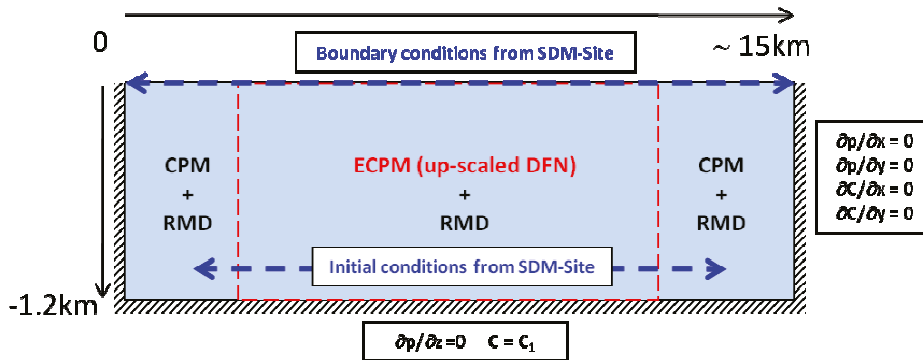 0
~ 15km
Boundary conditions from SDM-Site
CPM
+
RMD
ECPM (up-scaled DFN)
+
RMD
CPM
+
RMD
∂p/∂x = 0
∂p/∂y = 0
∂C/∂x = 0
∂C/∂y = 0
Initial conditions from SDM-Site
-1.2km
∂p/∂z=0 C = C₁